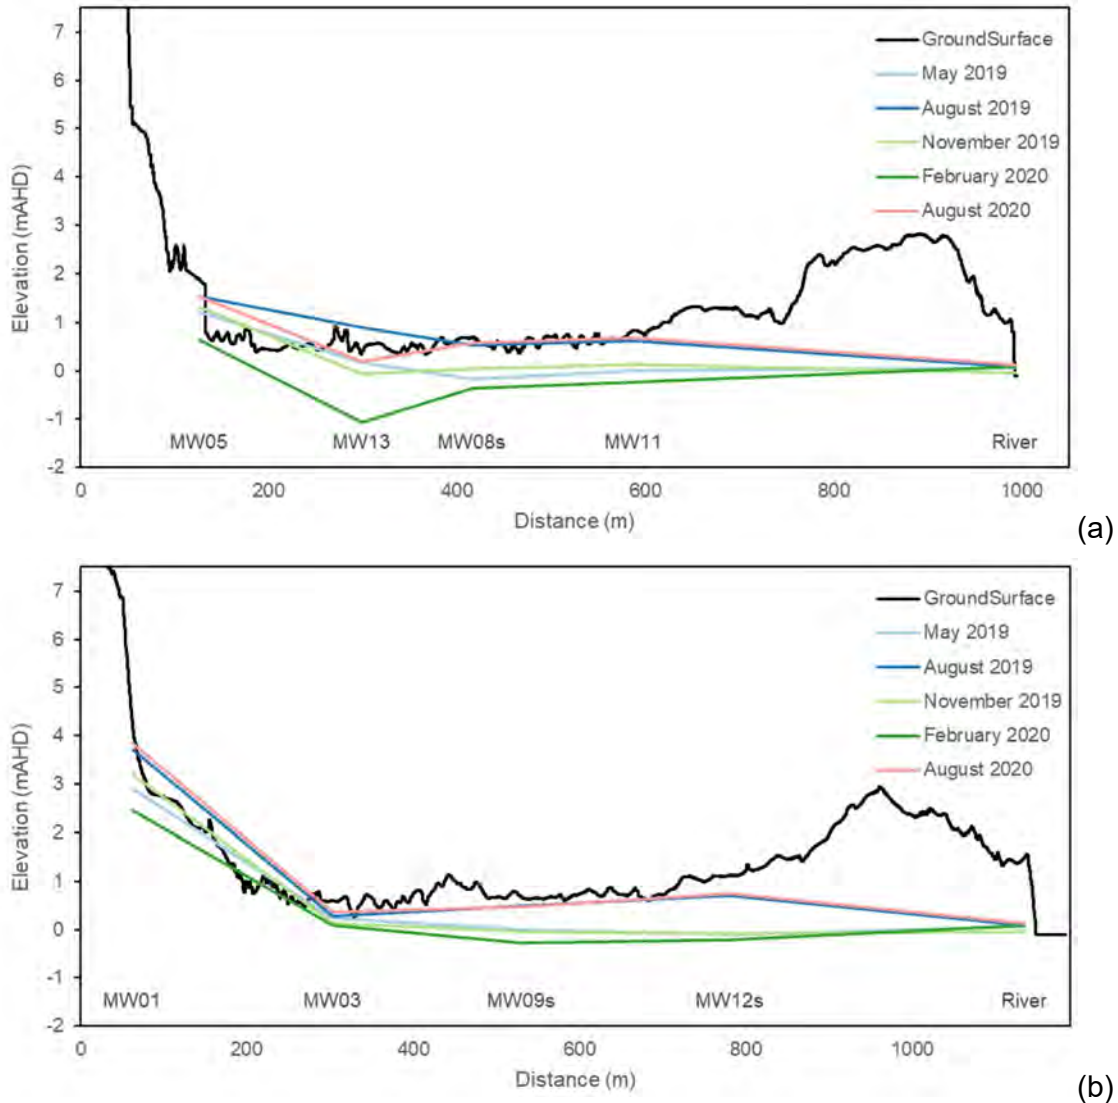 7
6
5
4
3
2
1
0
-1
-2
Elevation (mAHD)
GroundSurface
May 2019
August 2019
November 2019
February 2020
August 2020
MW05 MW13 MW08s MW11 River
0 200 400 600 800 1000
Distance (m)
(a)
7
6
5
4
3
2
1
0
-1
-2
Elevation (mAHD)
GroundSurface
May 2019
August 2019
November 2019
February 2020
August 2020
MW01 MW03 MW09s MW12s River
0 200 400 600 800 1000
Distance (m)
(b)